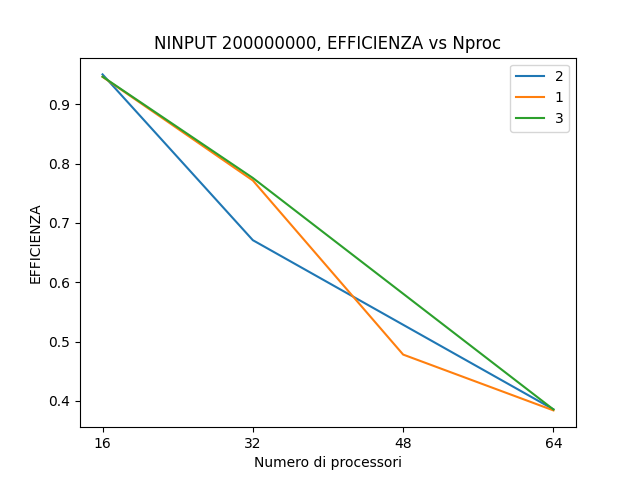 NINPUT 200000000, EFFICIENZA vs Nproc
2
1
3
EFFICIENZA
0.9
0.8
0.7
0.6
0.5
0.4
16 32 48 64
Numero di processori